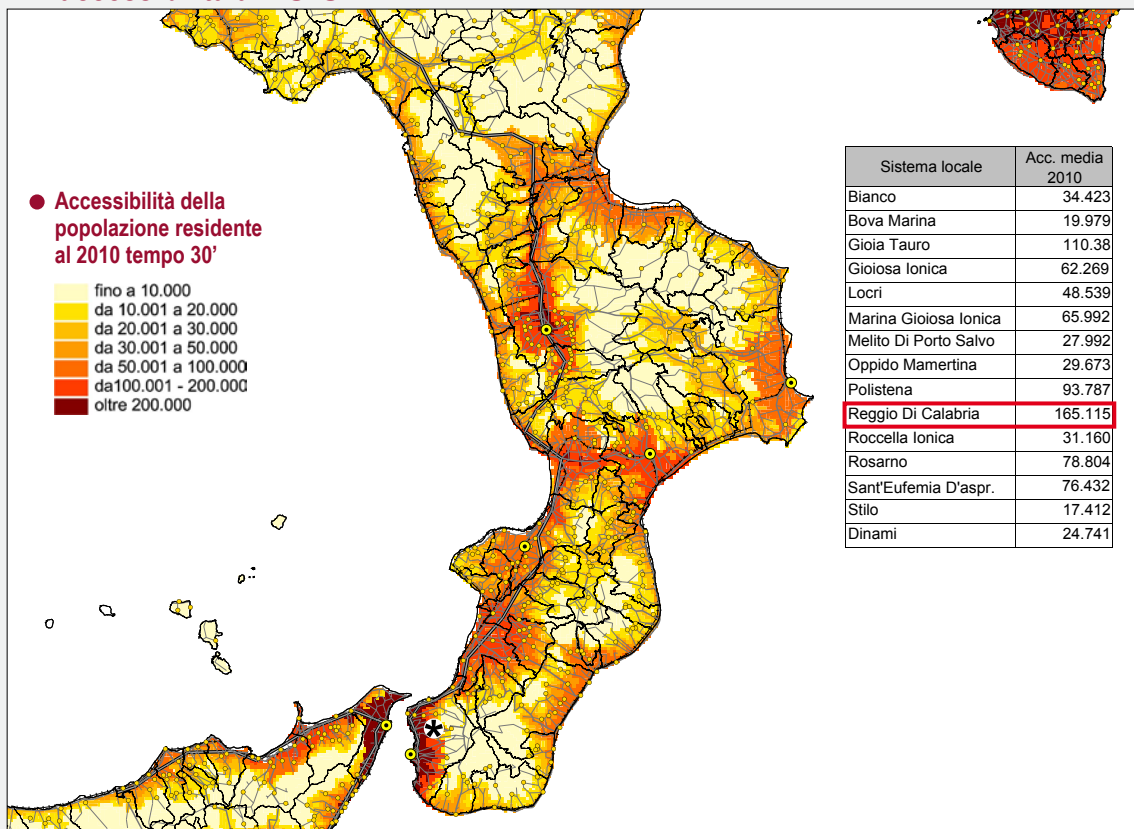 ● Accessibilità della
popolazione residente
al 2010 tempo 30’
fino a 10.000
da 10.001 a 20.000
da 20.001 a 30.000
da 30.001 a 50.000
da 50.001 a 100.000
da100.001 - 200.000
oltre 200.000
Sistema locale Acc. media 2010
Bianco 34.423
Bova Marina 19.979
Gioia Tauro 110.38
Gioiosa Ionica 62.269
Locri 48.539
Marina Gioiosa Ionica 65.992
Melito Di Porto Salvo 27.992
Oppido Mamertina 29.673
Polistena 93.787
Reggio Di Calabria 165.115
Roccella Ionica 31.160
Rosarno 78.804
Sant'Eufemia D'aspr. 76.432
Stilo 17.412
Dinami 24.741
*